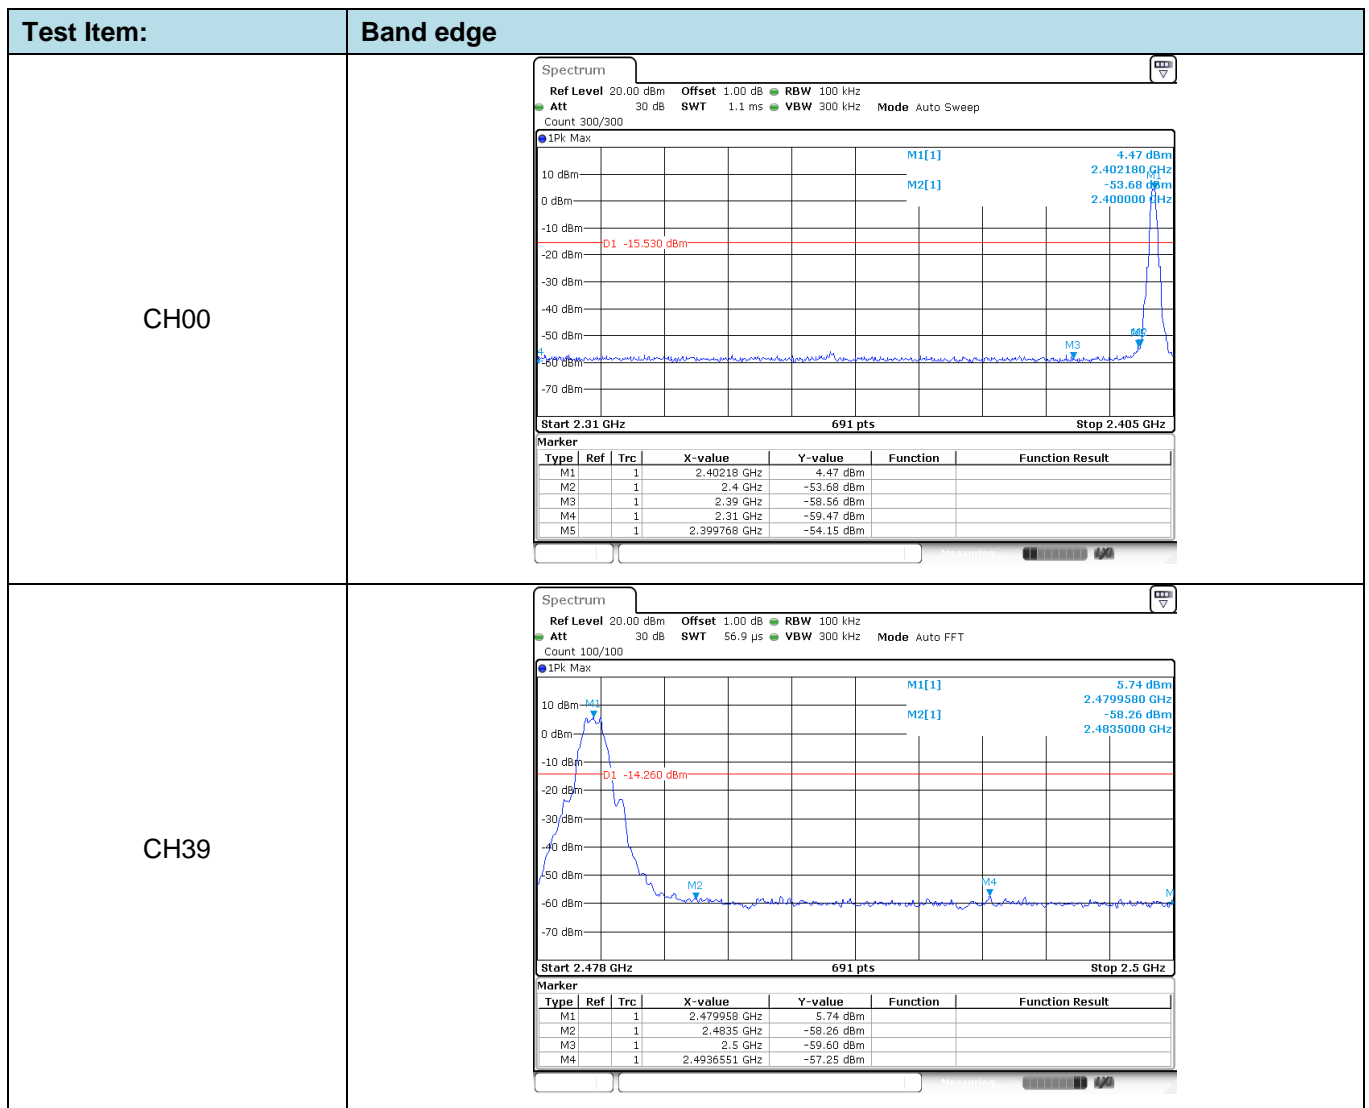 Test Item: Band edge
CH00
Spectrum
Ref Level 20.00 dBm Offset 1.00 dB RBW 100 kHz
Att 30 dB SWT 1.1 ms VBW 300 kHz Mode Auto Sweep
Count 300/300
1Pk Max
M1[1] 4.47 dBm
2.402180 GHz
M2[1] -53.68 dBm
2.400000 GHz
M1
10 dBm
0 dBm
-10 dBm
D1 -15.530 dBm
-20 dBm
-30 dBm
-40 dBm
-50 dBm
M3
-60 dBm
-70 dBm
Start 2.31 GHz 691 pts Stop 2.405 GHz
Marker
Type Ref Trc X-value Y-value Function Function Result
M1 1 2.40218 GHz 4.47 dBm
M2 1 2.4 GHz -53.68 dBm
M3 1 2.39 GHz -58.56 dBm
M4 1 2.31 GHz -59.47 dBm
M5 1 2.399768 GHz -54.15 dBm
Measuring...
CH39
Spectrum
Ref Level 20.00 dBm Offset 1.00 dB RBW 100 kHz
Att 30 dB SWT 56.9 µs VBW 300 kHz Mode Auto FFT
Count 100/100
1Pk Max
M1[1] 5.74 dBm
2.4799580 GHz
M2[1] -58.26 dBm
2.4835000 GHz
10 dBm M1
0 dBm
-10 dBm
D1 -14.260 dBm
-20 dBm
-30 dBm
-40 dBm
-50 dBm
M2 M4
-60 dBm
-70 dBm
Start 2.478 GHz 691 pts Stop 2.5 GHz
Marker
Type Ref Trc X-value Y-value Function Function Result
M1 1 2.479958 GHz 5.74 dBm
M2 1 2.4835 GHz -58.26 dBm
M3 1 2.5 GHz -59.60 dBm
M4 1 2.4936551 GHz -57.25 dBm
Measuring...